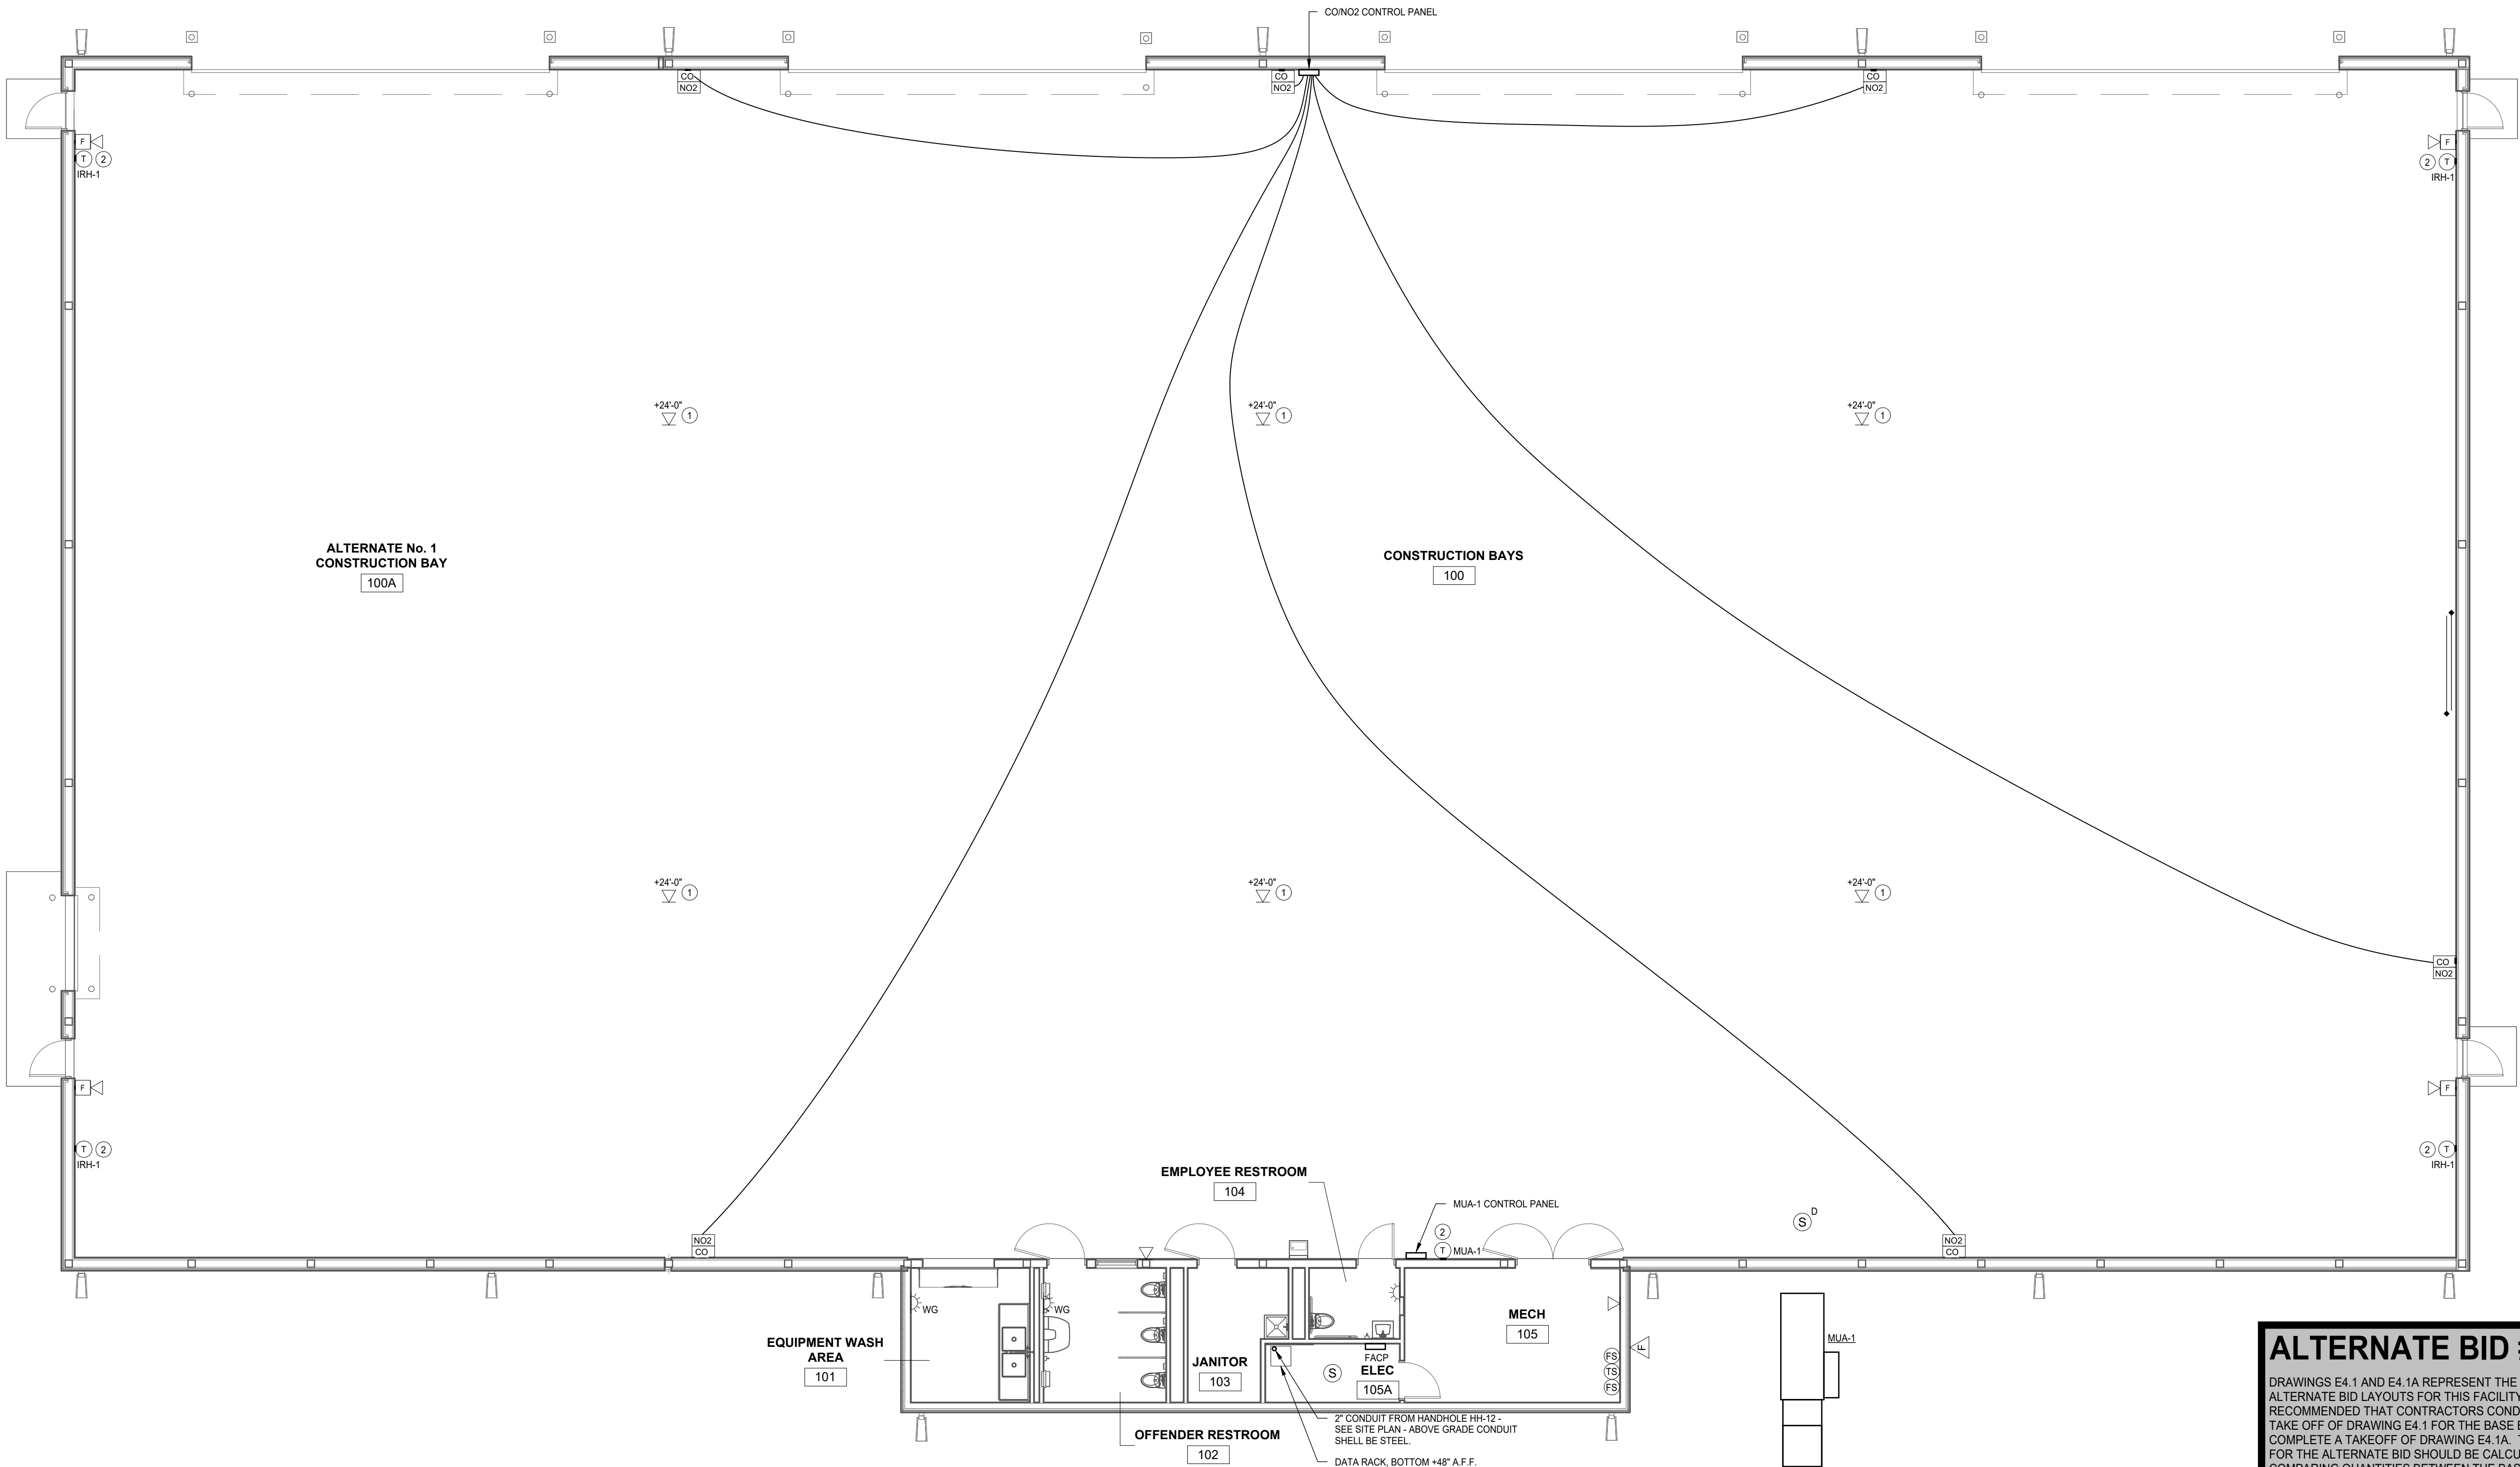 CO/NO2 CONTROL PANEL
CO
NO2
CO
NO2
CO
NO2
F
T 2
IRH-1
F
2 T
IRH-1
+24'-0"
1
+24'-0"
1
+24'-0"
1
ALTERNATE No. 1
CONSTRUCTION BAY
100A
CONSTRUCTION BAYS
100
+24'-0"
1
+24'-0"
1
+24'-0"
1
CO
NO2
F
F
T 2
IRH-1
2 T
IRH-1
EMPLOYEE RESTROOM
104
MUA-1 CONTROL PANEL
S D
2
T MUA-1
NO2
CO
NO2
CO
WG
WG
MECH
105
MUA-1
EQUIPMENT WASH
AREA
101
JANITOR
103
S
FACP
ELEC
105A
F
FS
TS
FS
2" CONDUIT FROM HANDHOLE HH-12 -
SEE SITE PLAN - ABOVE GRADE CONDUIT
SHELL BE STEEL.
OFFENDER RESTROOM
102
DATA RACK, BOTTOM +48" A.F.F.
ALTERNATE BID
DRAWINGS E4.1 AND E4.1A REPRESENT THE
ALTERNATE BID LAYOUTS FOR THIS FACILITY
RECOMMENDED THAT CONTRACTORS
TAKE OFF OF DRAWING E4.1 FOR THE BASE
COMPLETE A TAKEOFF OF DRAWING E4.1A.
FOR THE ALTERNATE BID SHOULD BE
COMPARING QUANTITIES BETWEEN THE